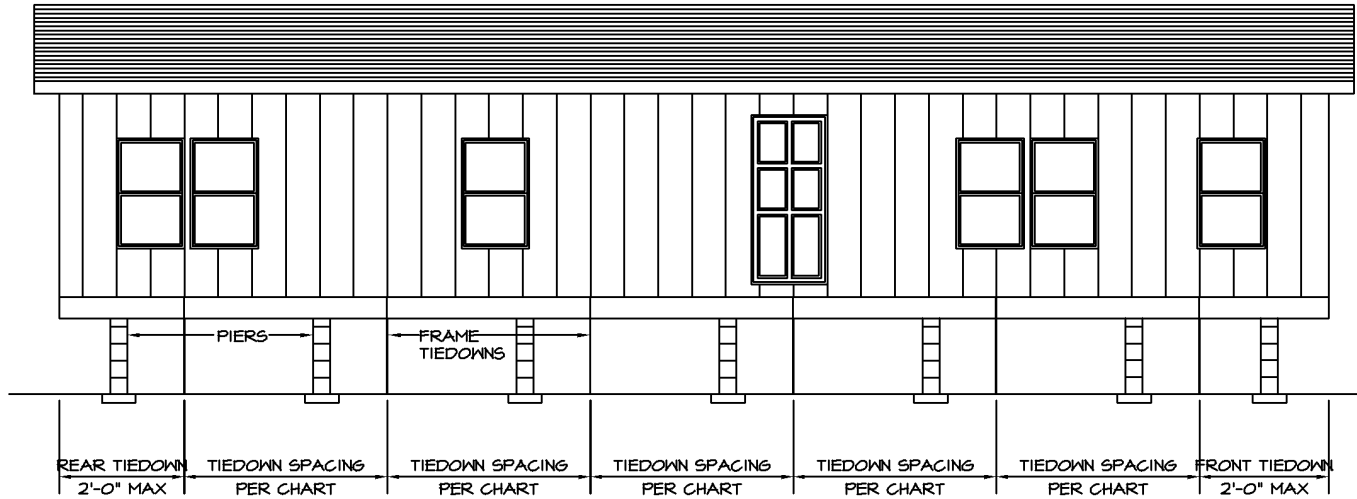 PIERS
FRAME
TIEDOWNS
REAR TIEDOWN
2'-0" MAX
TIEDOWN SPACING
PER CHART
TIEDOWN SPACING
PER CHART
TIEDOWN SPACING
PER CHART
TIEDOWN SPACING
PER CHART
TIEDOWN SPACING
PER CHART
FRONT TIEDOWN
2'-0" MAX